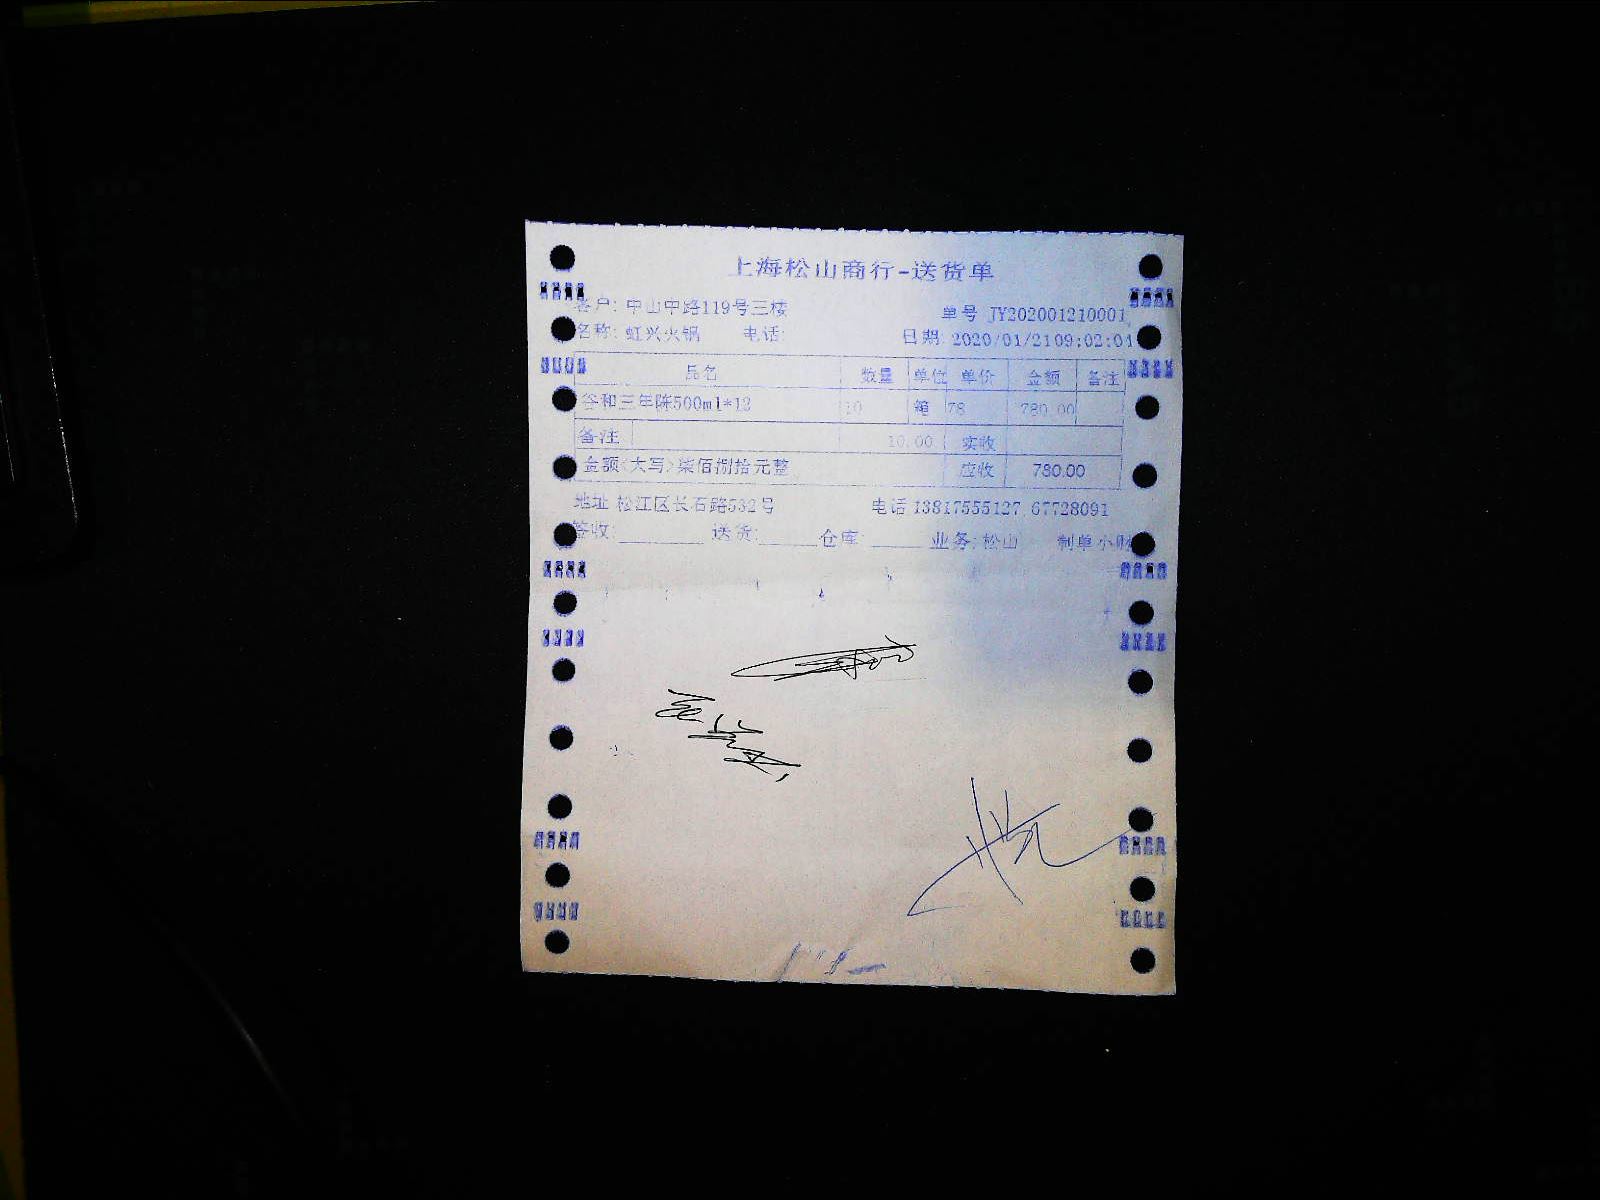 上海松山商行-送货单
客户: 中山中路119号三楼 单号 JY202001210001
名称: 虹兴火锅 电话: 日期 2020/01/2109:02:01
品名 数量 单位 单价 金额 备注
谷和三年陈500ml*12 10 箱 78 780.00
备注 10.00 实收
金额<大写>柒佰捌拾元整 应收 780.00
地址 松江区长石路532号 电话 13817555127 67728091
签收: 送货: 仓库: 业务: 松山 制单小财